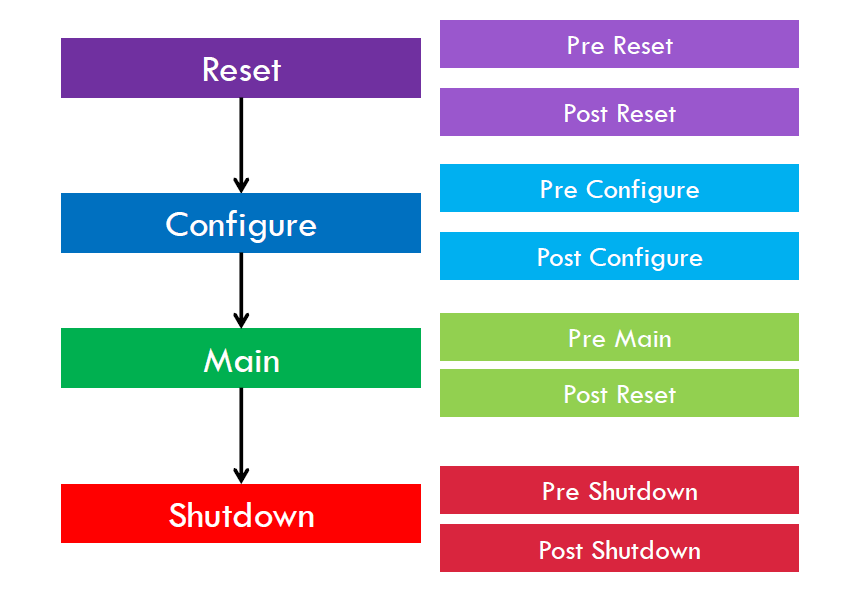 Reset
Pre Reset
Post Reset
Configure
Pre Configure
Post Configure
Main
Pre Main
Post Reset
Shutdown
Pre Shutdown
Post Shutdown